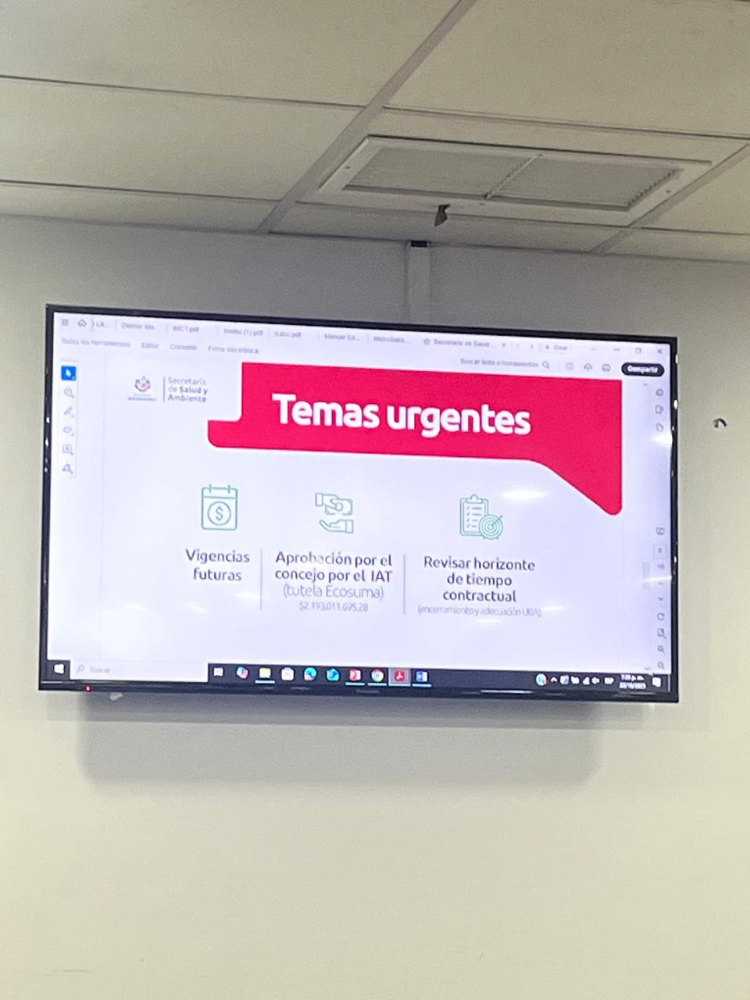 Todas las herramientas Editar Convertir Firma electrónica
Buscar texto o herramientas
Compartir
Secretaría
de Salud y
Ambiente
Temas urgentes
Vigencias
futuras
Aprobación por el
concejo por el IAT
(tutela Ecosuma)
$2.193.011.695,28
Revisar horizonte
de tiempo
contractual
(encerramiento y adecuación UBA)
Buscar